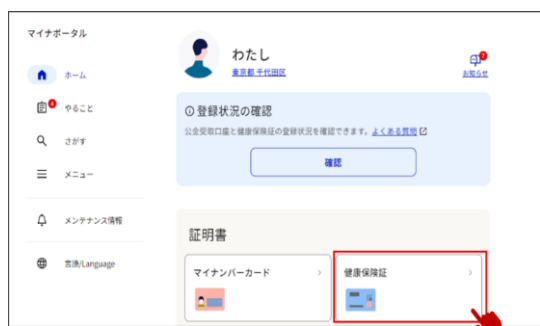 マイナポータル
ホーム
やること
さがす
メニュー
メンテナンス情報
言語/Language
わたし
東京都 千代田区
お知らせ
登録状況の確認
公金受取口座と健康保険証の登録状況を確認できます。よくある質問
確認
証明書
マイナンバーカード
健康保険証